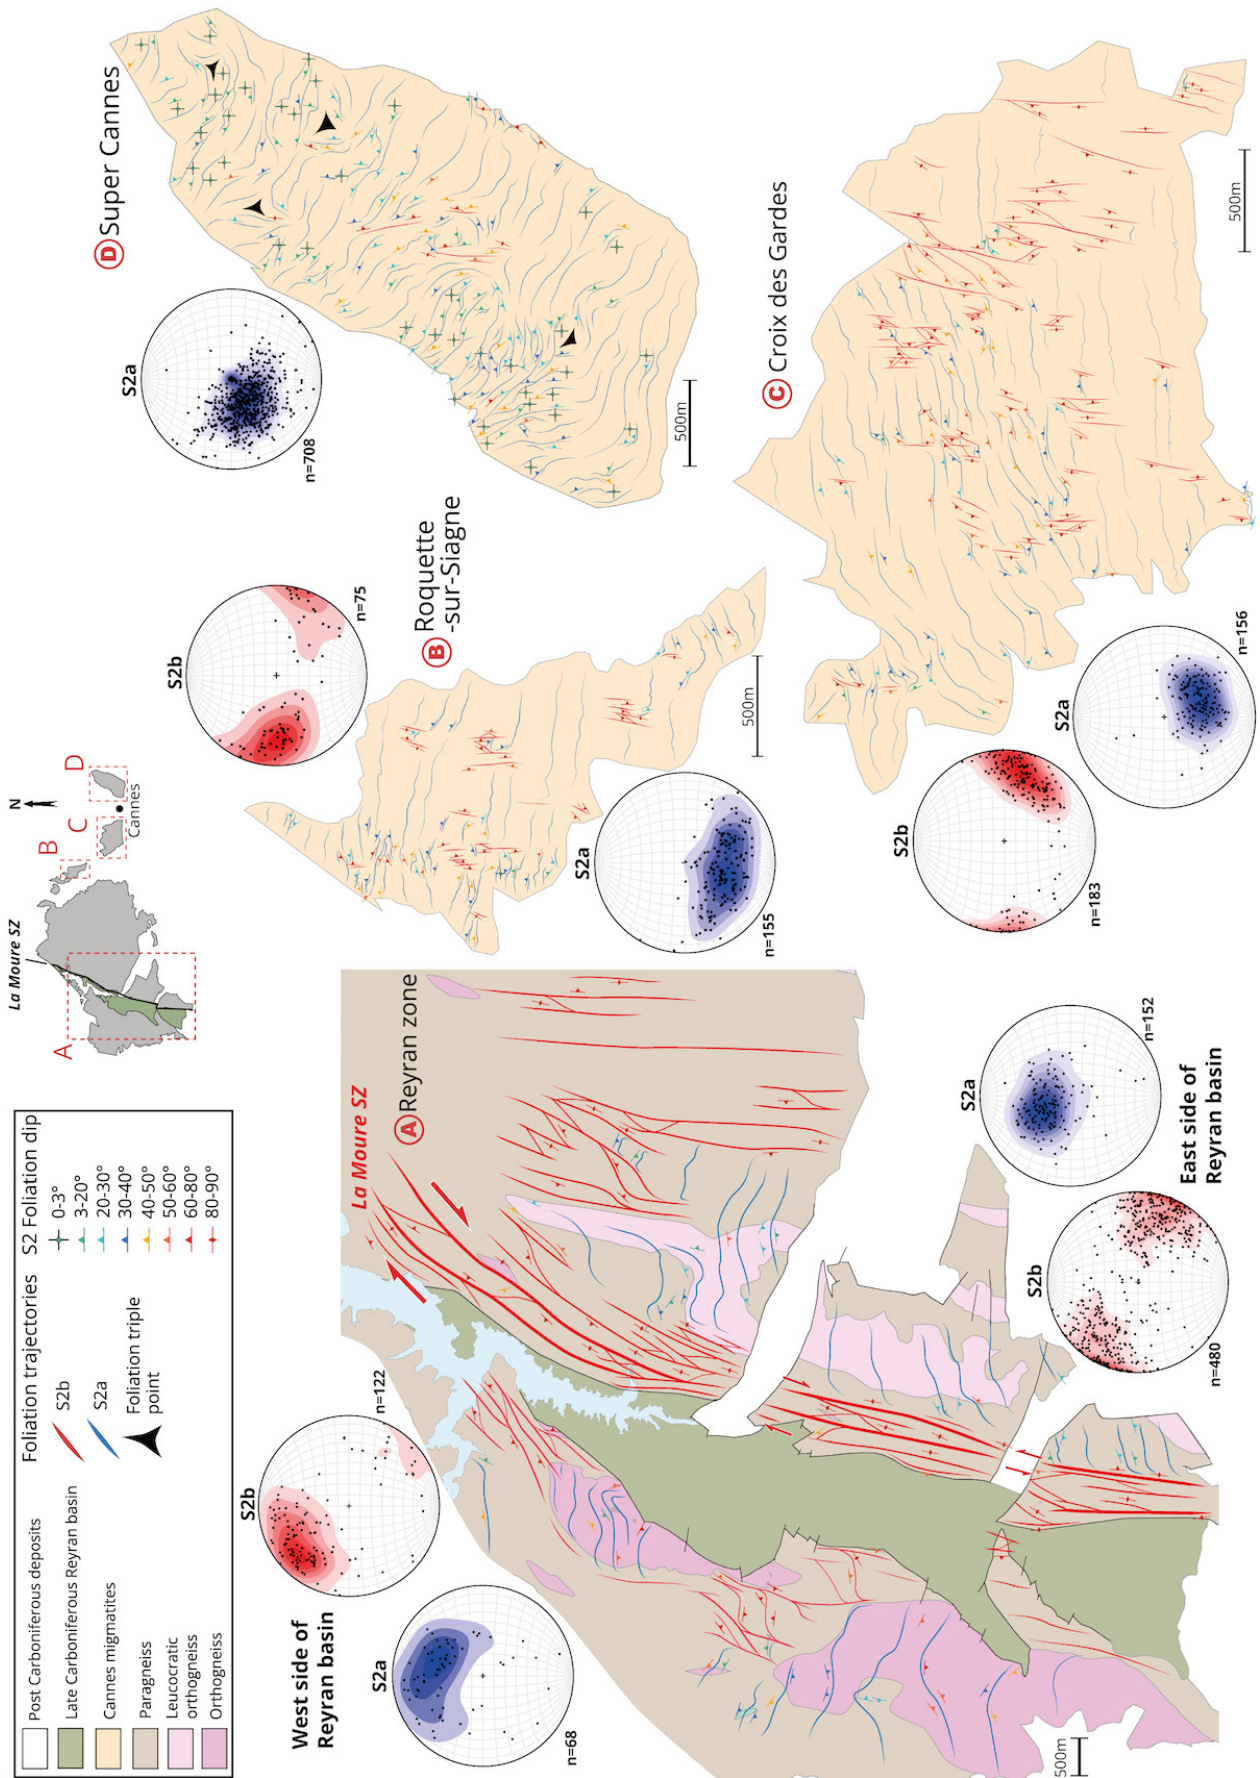 Post Carboniferous deposits
Late Carboniferous Reyran basin
Cannes migmatites
Paragneiss
Leucocratic
orthogneiss
Orthogneiss
Foliation trajectories
S2b
S2a
Foliation triple
point
S2 Foliation dip
0-3°
3-20°
20-30°
30-40°
40-50°
50-60°
60-80°
80-90°
La Moure SZ
N
A
B
C
D
Cannes
A Reyran zone
La Moure SZ
West side of
Reyran basin
S2a
n=68
S2b
n=122
East side of
Reyran basin
S2b
n=480
S2a
n=152
500m
B Roquette
-sur-Siagne
S2b
n=75
S2a
n=155
500m
C Croix des Gardes
S2b
n=183
S2a
n=156
500m
D Super Cannes
S2a
n=708
500m